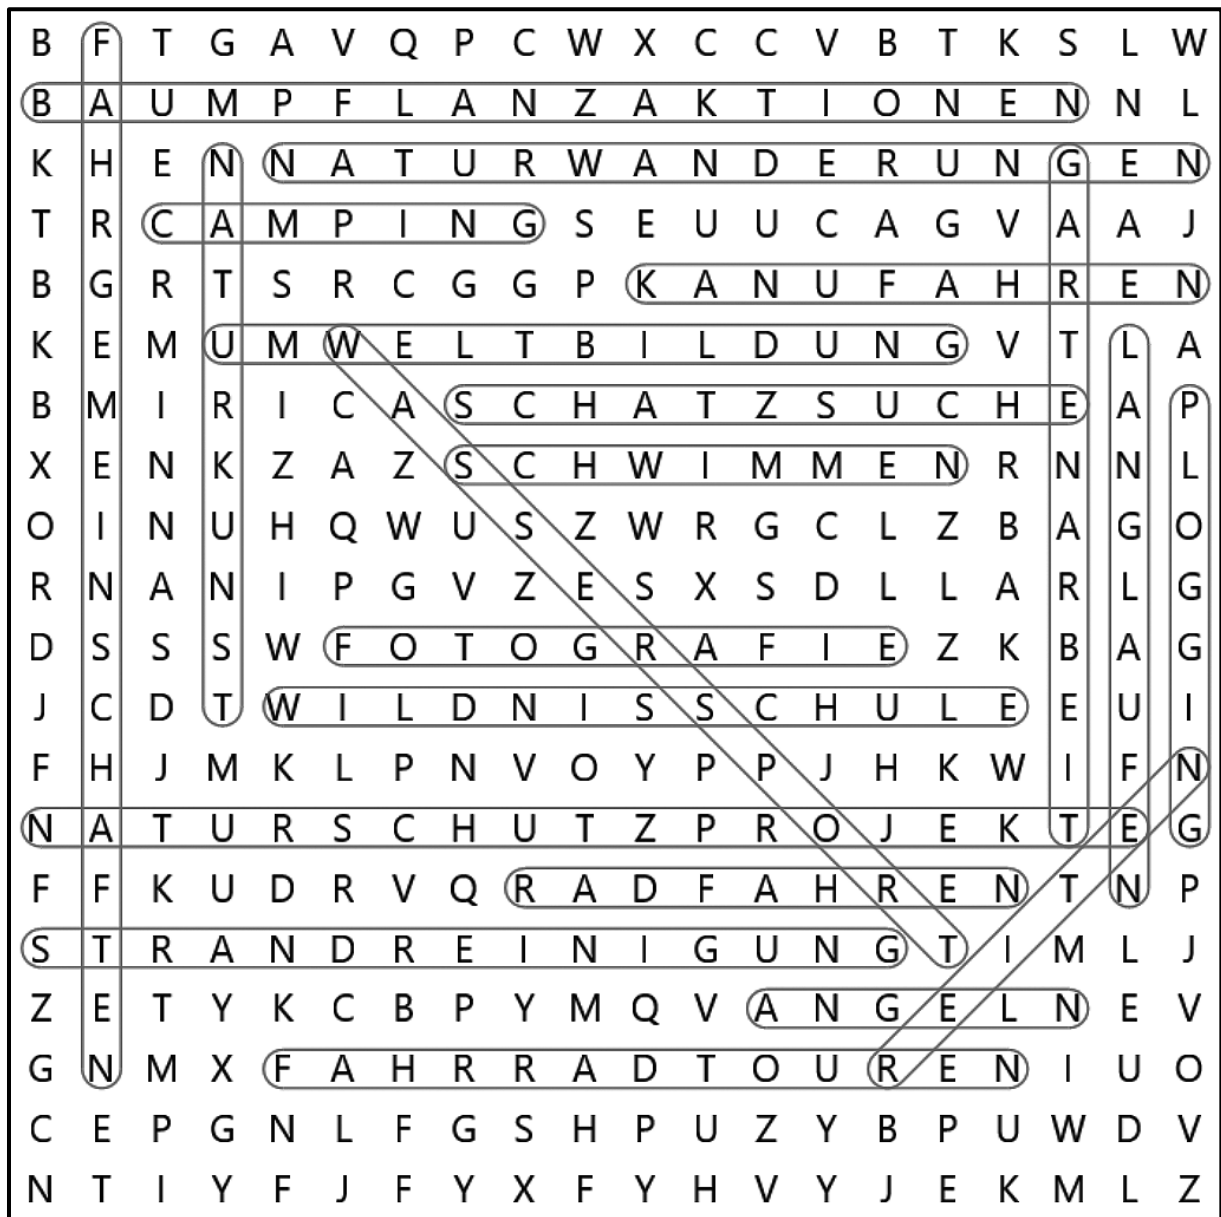 B F T G A V Q P C W X C C V B T K S L W
B A U M P F L A N Z A K T I O N E N N L
K H E N N A T U R W A N D E R U N G E N
T R C A M P I N G S E U U C A G V A A J
B G R T S R C G G P K A N U F A H R E N
K E M U M W E L T B I L D U N G V T L A
B M I R I C A S C H A T Z S U C H E A P
X E N K Z A Z S C H W I M M E N R N N L
O I N U H Q W U S Z W R G C L Z B A G O
R N A N I P G V Z E S X S D L L A R L G
D S S S W F O T O G R A F I E Z K B A G
J C D T W I L D N I S S C H U L E E U I
F H J M K L P N V O Y P P J H K W I F N
N A T U R S C H U T Z P R O J E K T E G
F F K U D R V Q R A D F A H R E N T N P
S T R A N D R E I N I G U N G T I M L J
Z E T Y K C B P Y M Q V A N G E L N E V
G N M X F A H R R A D T O U R E N I U O
C E P G N L F G S H P U Z Y B P U W D V
N T I Y F J F Y X F Y H V Y J E K M L Z